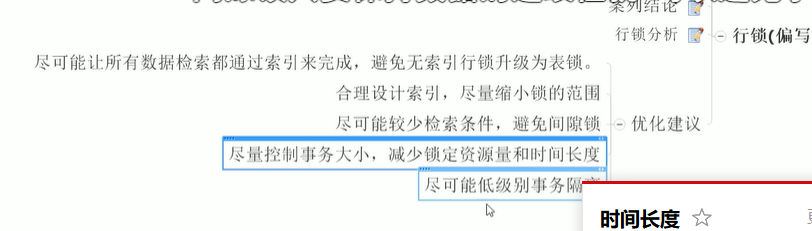 案列结论
行锁分析
行锁(偏写
尽可能让所有数据检索都通过索引来完成，避免无索引行锁升级为表锁。
合理设计索引，尽量缩小锁的范围
尽可能较少检索条件，避免间隙锁
优化建议
尽量控制事务大小，减少锁定资源量和时间长度
尽可能低级别事务隔
时间长度